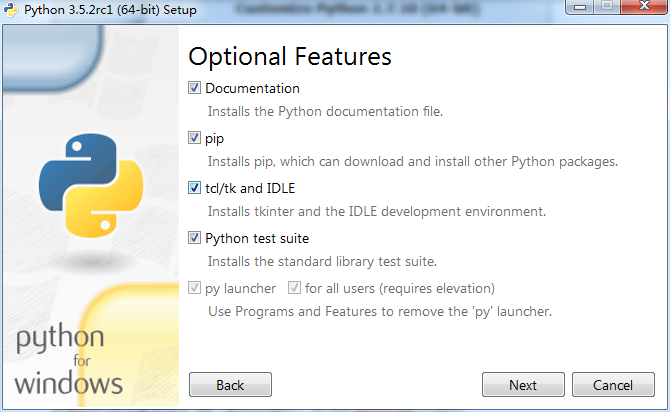 Customize Python 2.7.10 (64-bit)
Python 3.5.2rc1 (64-bit) Setup
Optional Features
Documentation
Installs the Python documentation file.
pip
Installs pip, which can download and install other Python packages.
tcl/tk and IDLE
Installs tkinter and the IDLE development environment.
Python test suite
Installs the standard library test suite.
py launcher for all users (requires elevation)
Use Programs and Features to remove the 'py' launcher.
python
for
windows
Back Next Cancel